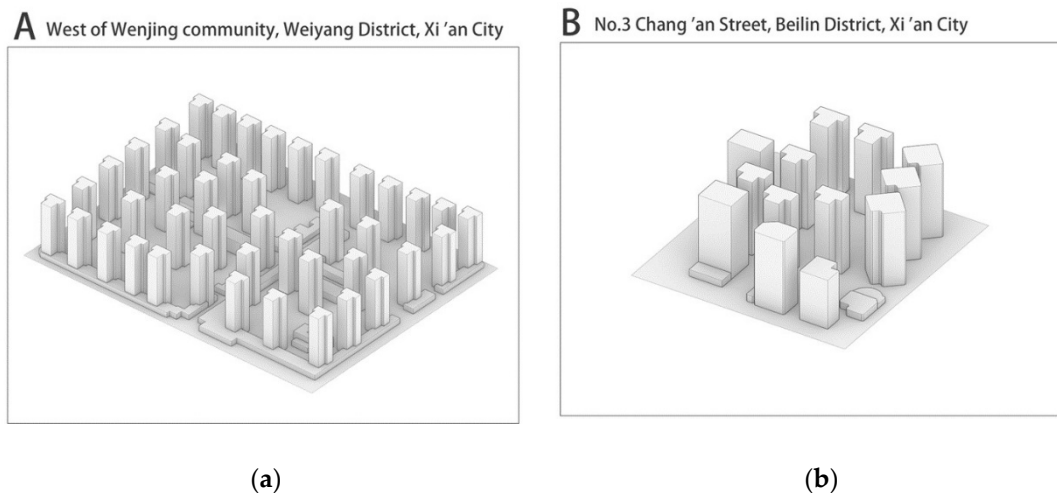 A West of Wenjing community, Weiyang District, Xi 'an City
B No.3 Chang 'an Street, Beilin District, Xi 'an City
(a)
(b)